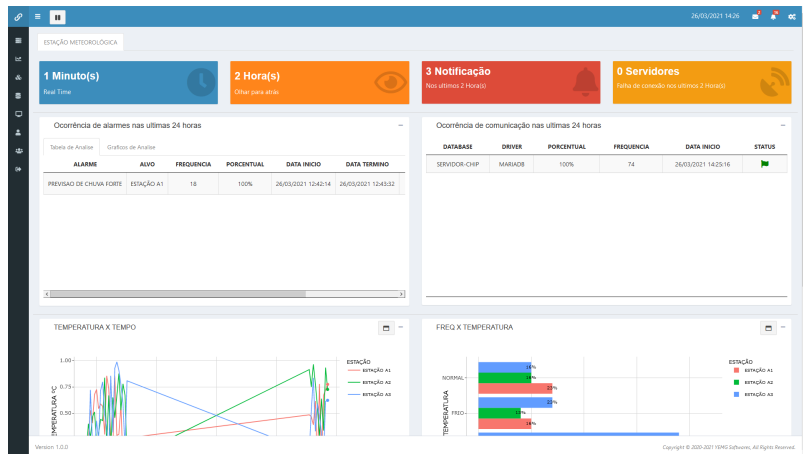 26/03/2021 14:26
ESTAÇÃO METEOROLÓGICA
1 Minuto(s)
Real Time
2 Hora(s)
Olhar para atrás
3 Notificação
Nos ultimos 2 Hora(s)
0 Servidores
Falha de conexão nos ultimos 2 Hora(s)
Ocorrência de alarmes nas ultimas 24 horas
Tabela de Analise Graficos de Analise
ALARME ALVO FREQUENCIA PORCENTUAL DATA INICIO DATA TERMINO
PREVISAO DE CHUVA FORTE ESTAÇÃO A1 18 100% 26/03/2021 12:42:14 26/03/2021 12:43:32
Ocorrência de comunicação nas ultimas 24 horas
DATABASE DRIVER PORCENTUAL FREQUENCIA DATA INICIO STATUS
SERVIDOR-CHIP MARIADB 100% 74 26/03/2021 14:25:16
TEMPERATURA X TEMPO
1.00
0.75
0.50
EMPERATURA °C
ESTAÇÃO
ESTAÇÃO A1
ESTAÇÃO A2
ESTAÇÃO A3
FREQ X TEMPERATURA
NORMAL
FRIO
TEMPERATURA
ESTAÇÃO
ESTAÇÃO A1
ESTAÇÃO A2
ESTAÇÃO A3
Version 1.0.0
Copyright © 2020-2021 YEMG Softwares. All Rights Reserved.